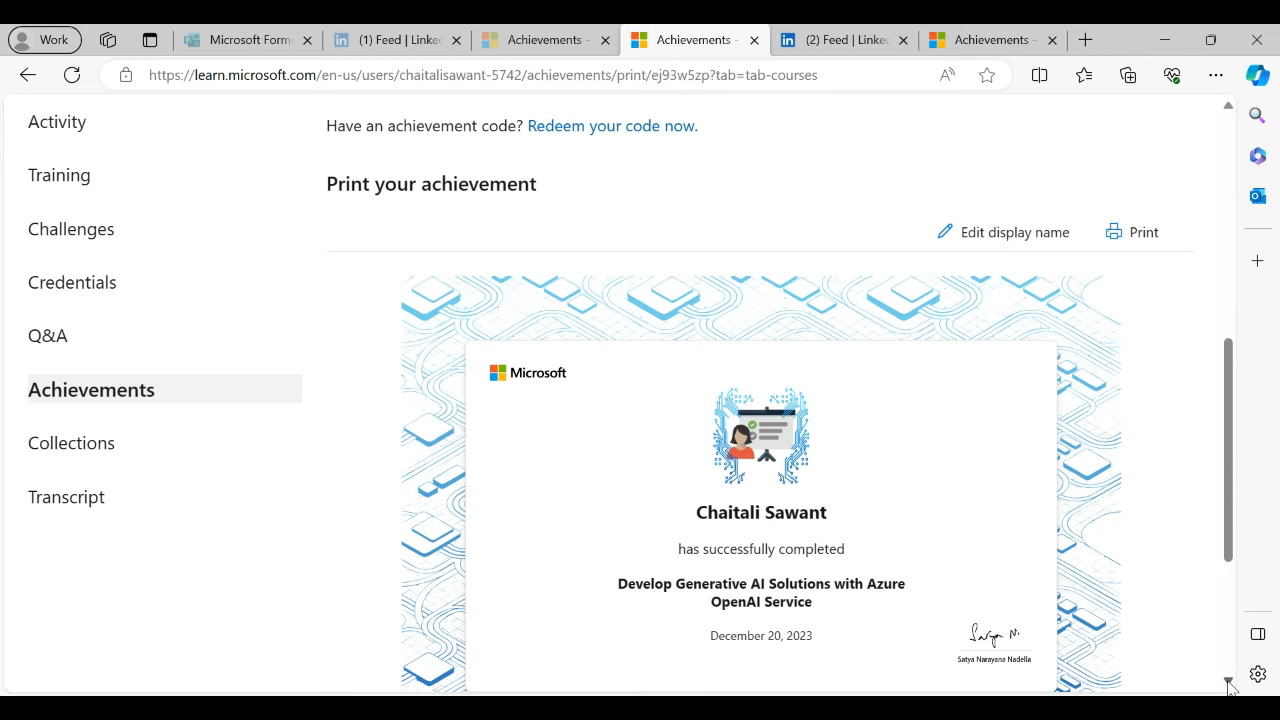 Work
Microsoft Form
(1) Feed | Linke
Achievements -
Achievements -
(2) Feed | Linke
Achievements -
https://learn.microsoft.com/en-us/users/chaitalisawant-5742/achievements/print/ej93w5zp?tab=tab-courses
Activity
Training
Challenges
Credentials
Q&A
Achievements
Collections
Transcript
Have an achievement code? Redeem your code now.
Print your achievement
Edit display name
Print
Microsoft
Chaitali Sawant
has successfully completed
Develop Generative AI Solutions with Azure
OpenAI Service
December 20, 2023
Satya N.
Satya Narayana Nadella